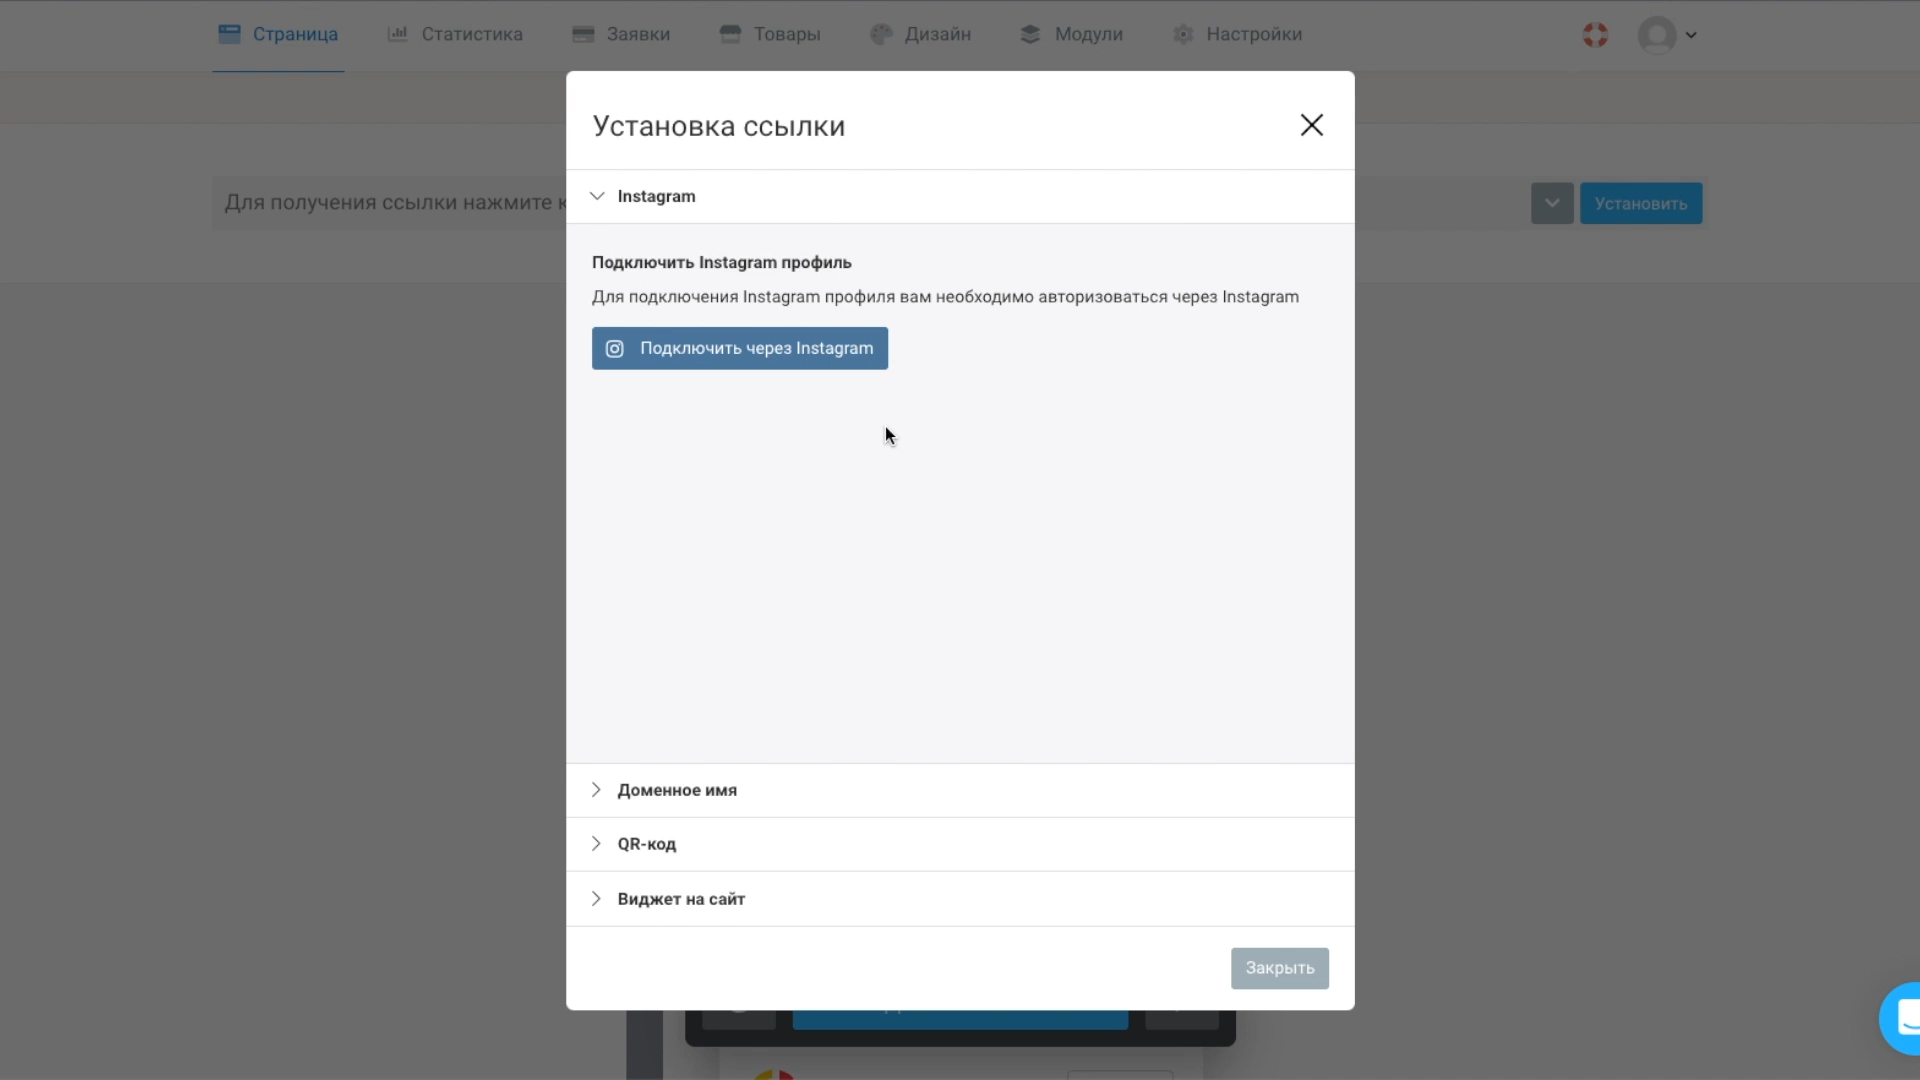 Страница
Статистика
Заявки
Товары
Дизайн
Модули
Настройки
Установка ссылки
Для получения ссылки нажмите
Установить
Instagram
Подключить Instagram профиль
Для подключения Instagram профиля вам необходимо авторизоваться через Instagram
Подключить через Instagram
Доменное имя
QR-код
Виджет на сайт
Закрыть